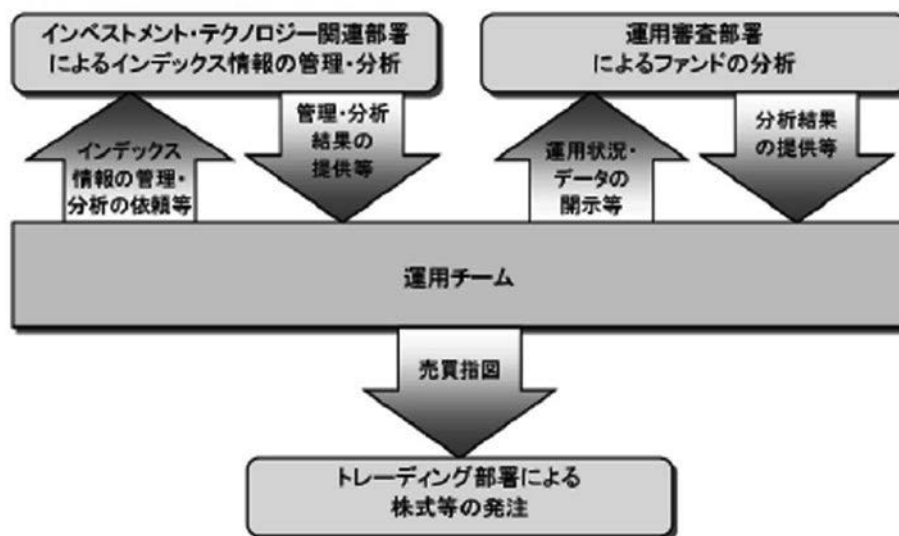 インベストメント・テクノロジー関連部署
によるインデックス情報の管理・分析
運用審査部署
によるファンドの分析
インデックス
情報の管理・
分析の依頼等
管理・分析
結果の
提供等
運用状況・
データの
開示等
分析結果
の提供等
運用チーム
売買指図
トレーディング部署による
株式等の発注